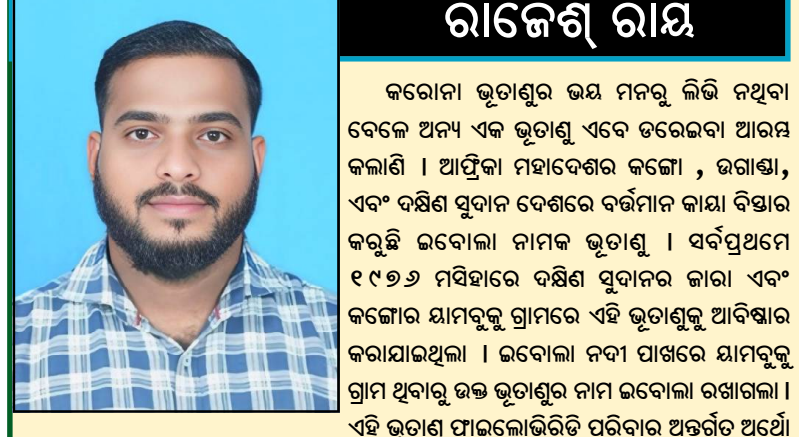 ରାଜେଶ୍ ରାୟ
କରୋନା ଭୂତାଣୁର ଭୟ ମନରୁ ଲିଭି ନଥିବା
ବେଳେ ଅନ୍ୟ ଏକ ଭୂତାଣୁ ଏବେ ଡରେଇବା ଆରମ୍ଭ
କଲାଣି । ଆଫ୍ରିକା ମହାଦେଶର କଙ୍ଗୋ , ଉଗାଣ୍ଡା,
ଏବଂ ଦକ୍ଷିଣ ସୁଦାନ ଦେଶରେ ବର୍ତ୍ତମାନ କାୟା ବିସ୍ତାର
କରୁଛି ଇବୋଲା ନାମକ ଭୂତାଣୁ । ସର୍ବପ୍ରଥମେ
୧୯୭୬ ମସିହାରେ ଦକ୍ଷିଣ ସୁଦାନର ଜାରା ଏବଂ
କଙ୍ଗୋର ୟାମବୁକୁ ଗ୍ରାମରେ ଏହି ଭୂତାଣୁକୁ ଆବିଷ୍କାର
କରାଯାଇଥିଲା । ଇବୋଲା ନଦୀ ପାଖରେ ୟାମବୁକୁ
ଗ୍ରାମ ଥିବାରୁ ଉକ୍ତ ଭୂତାଣୁର ନାମ ଇବୋଲା ରଖାଗଲା ।
ଏହି ଭୂତାଣୁ ଫାଇଲୋଭିରିଡି ପରିବାର ଅନ୍ତର୍ଗତ ଅର୍ଥୋ